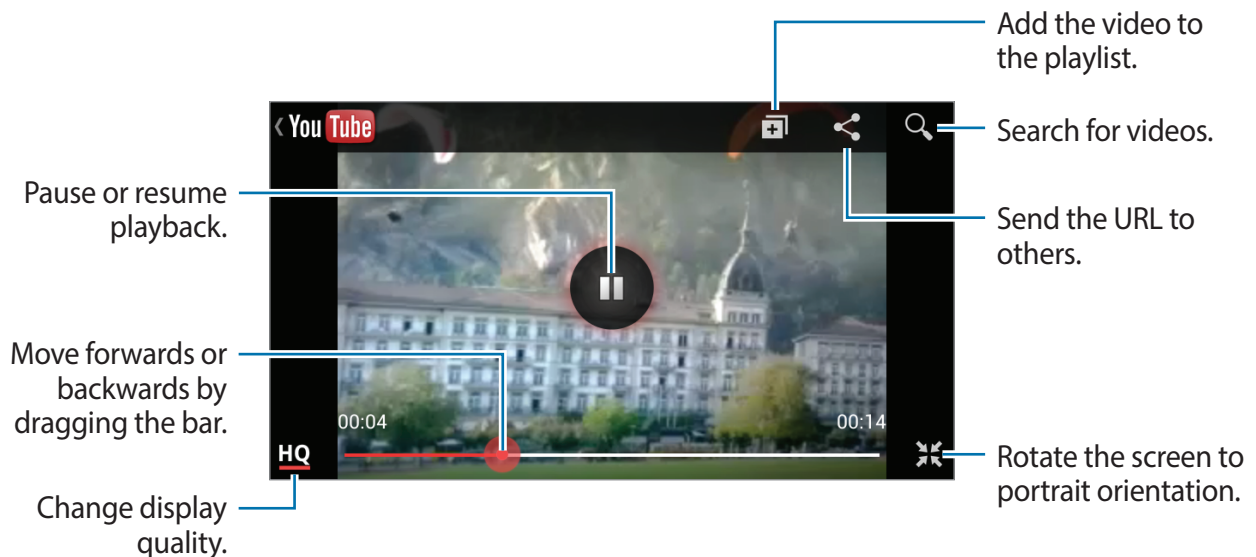 Add the video to
the playlist.
You Tube
Search for videos.
Pause or resume
playback.
Send the URL to
others.
Move forwards or
backwards by
dragging the bar.
00:04
00:14
HQ
Rotate the screen to
portrait orientation.
Change display
quality.